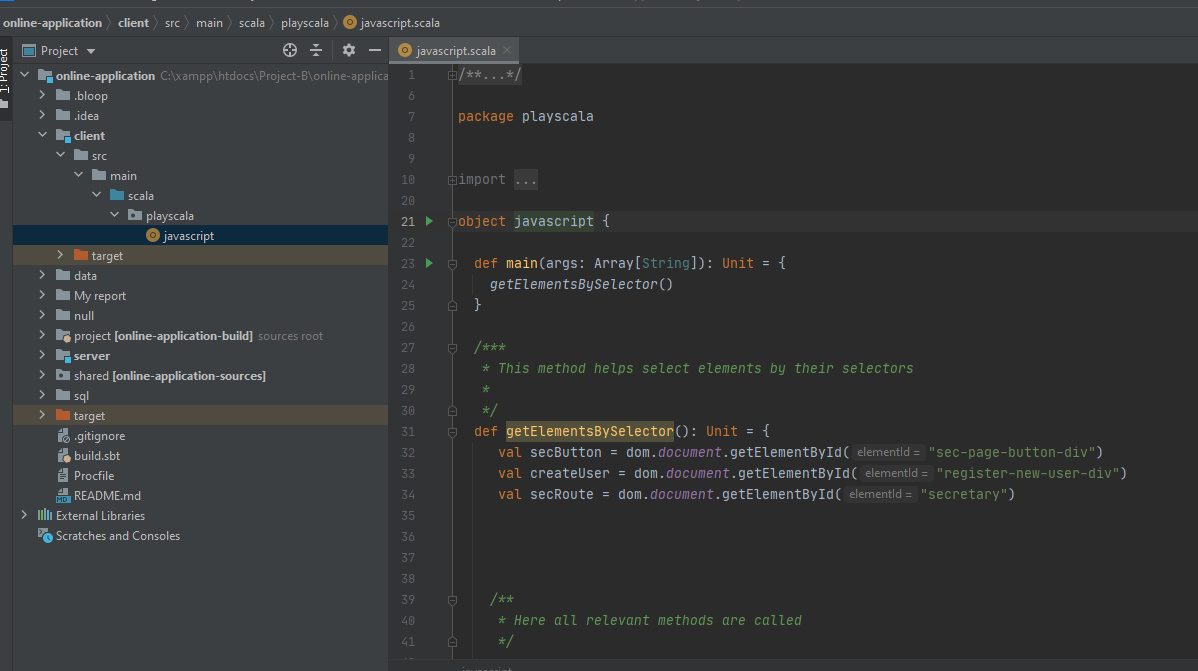 online-application client src main scala playscala javascript.scala
1: Project
Project
online-application C:\xampp\htdocs\Project-B\online-applica
.bloop
.idea
client
src
main
scala
playscala
javascript
target
data
My report
null
project [online-application-build] sources root
server
shared [online-application-sources]
sql
target
.gitignore
build.sbt
Procfile
README.md
External Libraries
Scratches and Consoles
javascript.scala
1 /**...*/
6
7 package playscala
8
9
10 import ...
20
21 object javascript {
22
23 def main(args: Array[String]): Unit = {
24 getElementsBySelector()
25 }
26
27 /***
28 * This method helps select elements by their selectors
29 *
30 */
31 def getElementsBySelector(): Unit = {
32 val secButton = dom.document.getElementById( elementId = "sec-page-button-div")
33 val createUser = dom.document.getElementById( elementId = "register-new-user-div")
34 val secRoute = dom.document.getElementById( elementId = "secretary")
35
36
37
38
39 /**
40 * Here all relevant methods are called
41 */